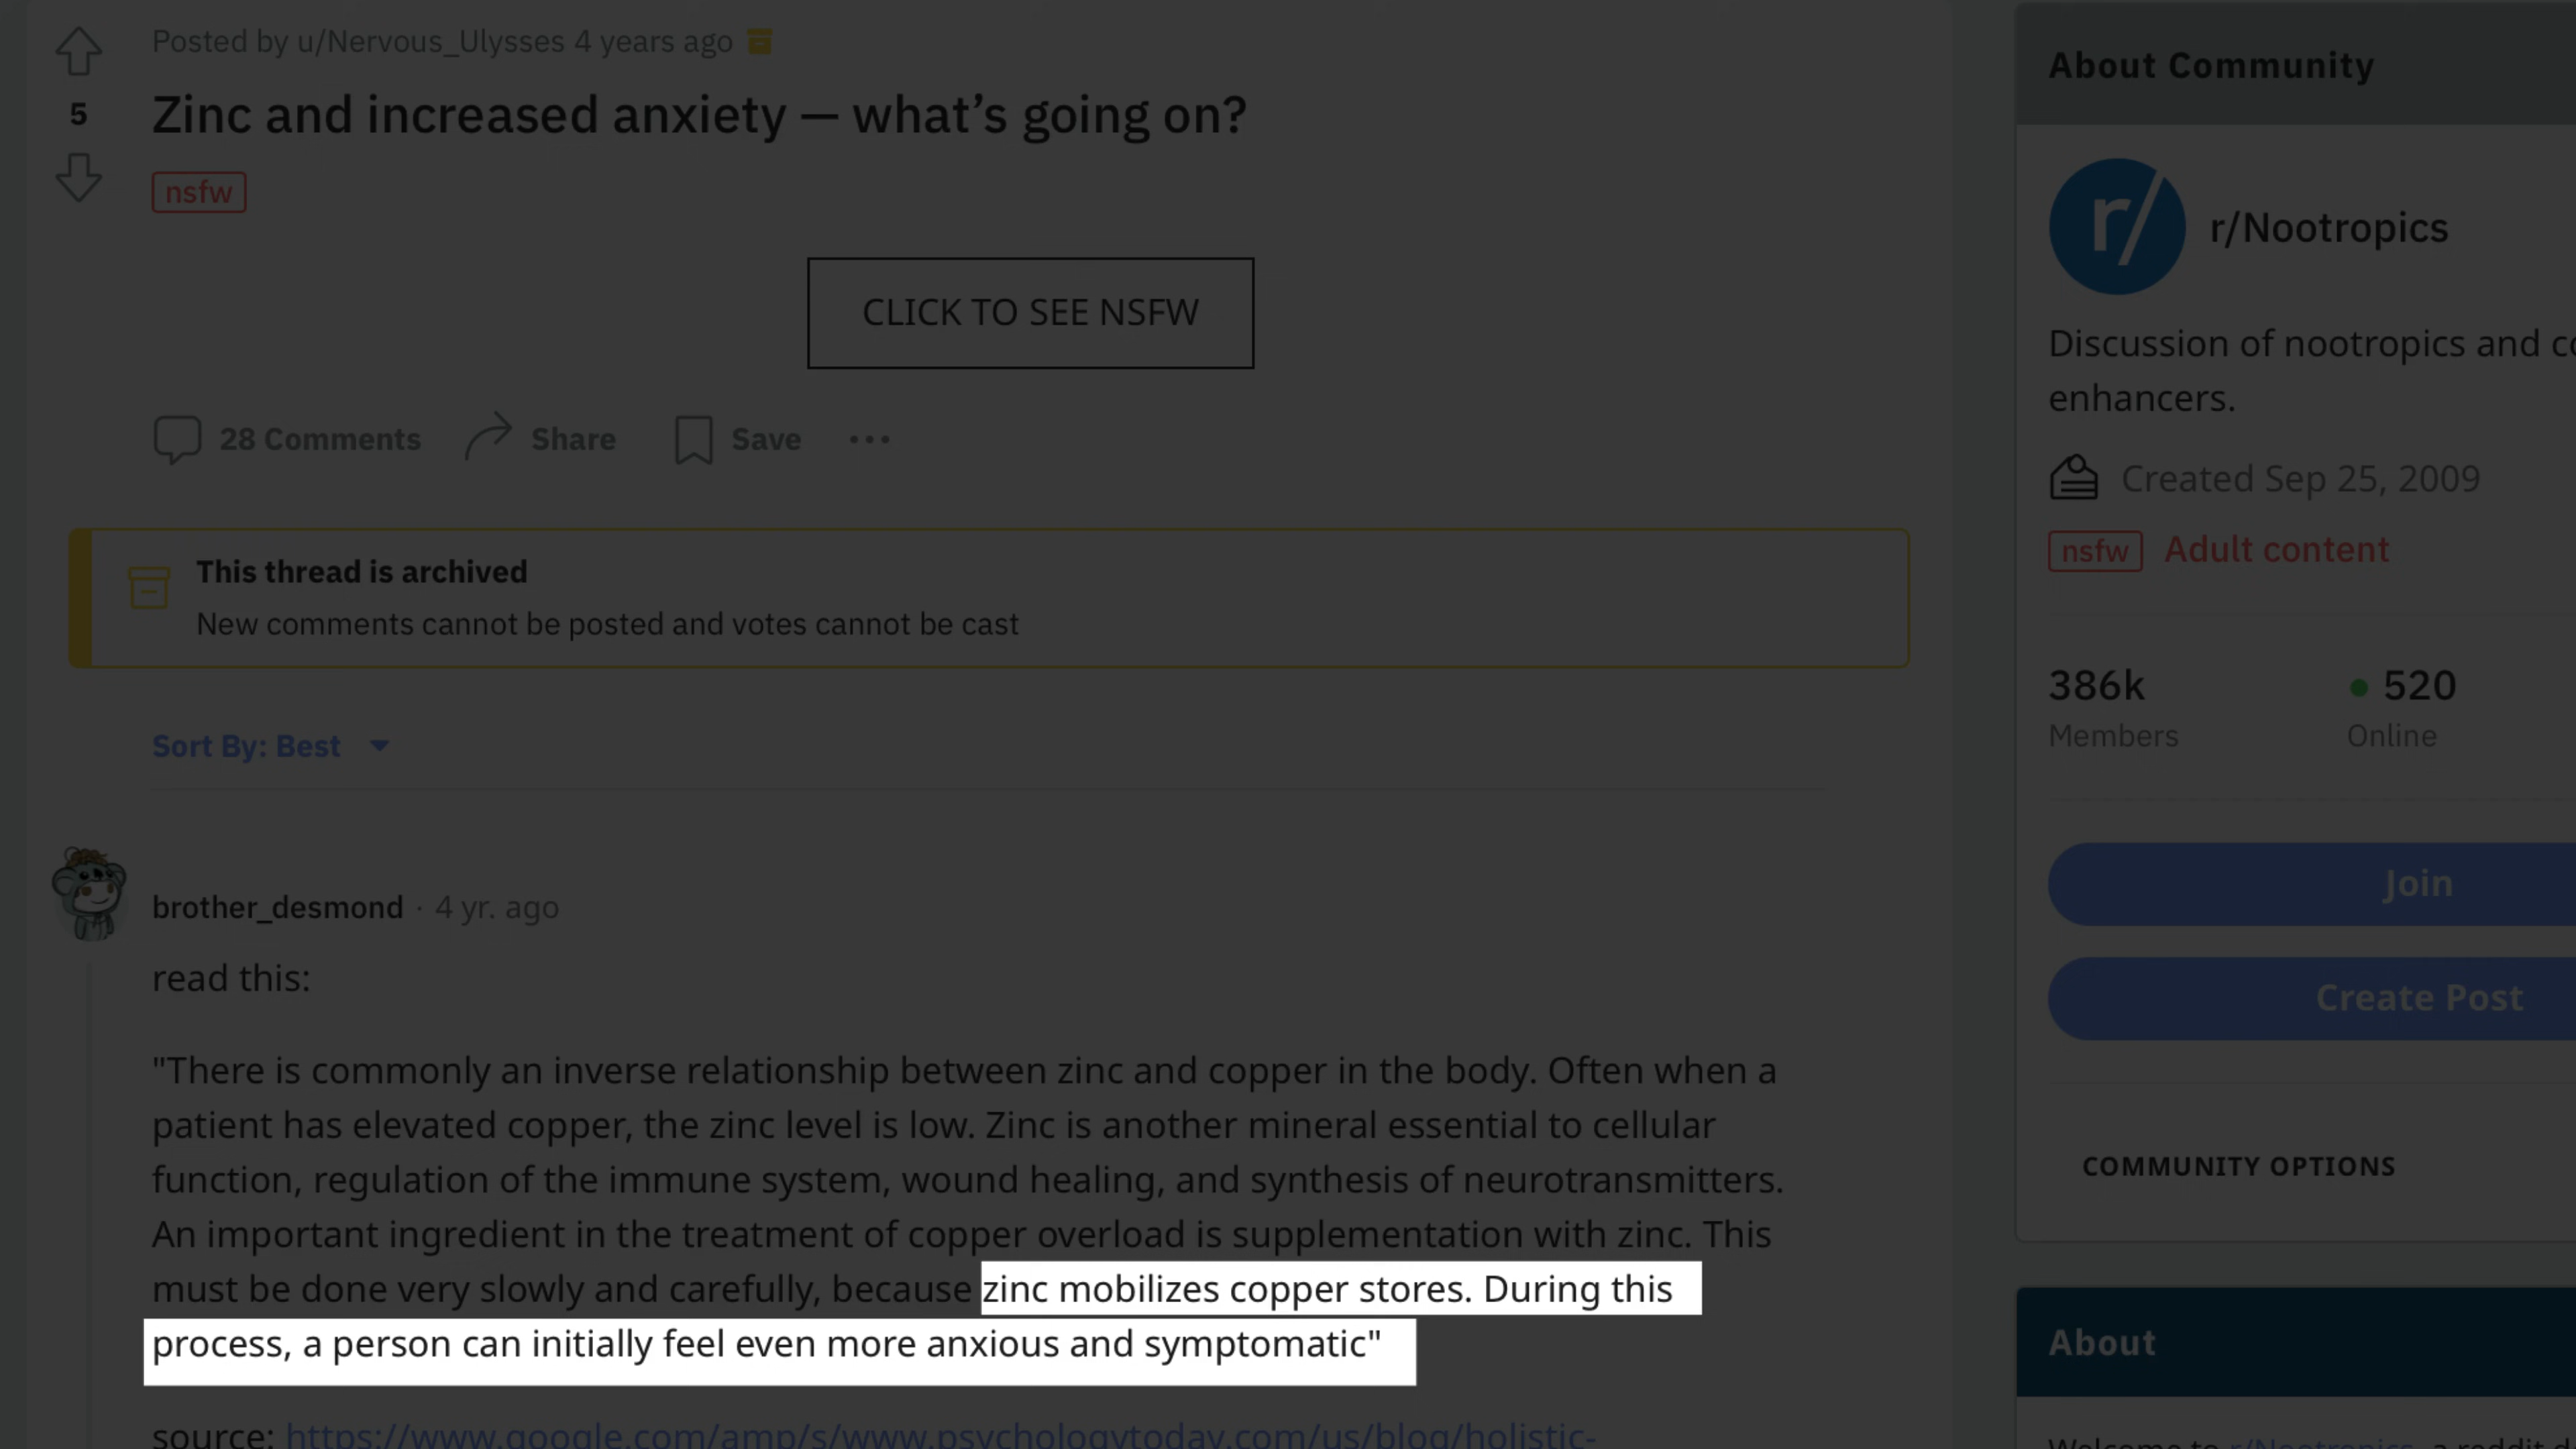 Posted by u/Nervous_Ulysses 4 years ago
5
Zinc and increased anxiety — what’s going on?
nsfw
CLICK TO SEE NSFW
28 Comments Share Save
This thread is archived
New comments cannot be posted and votes cannot be cast
Sort By: Best
brother_desmond · 4 yr. ago
read this:
"There is commonly an inverse relationship between zinc and copper in the body. Often when a
patient has elevated copper, the zinc level is low. Zinc is another mineral essential to cellular
function, regulation of the immune system, wound healing, and synthesis of neurotransmitters.
An important ingredient in the treatment of copper overload is supplementation with zinc. This
must be done very slowly and carefully, because zinc mobilizes copper stores. During this
process, a person can initially feel even more anxious and symptomatic"
source: https://www.google.com/amp/s/www.psychologytoday.com/us/blog/holistic-
About Community
r/
r/Nootropics
Discussion of nootropics and
enhancers.
Created Sep 25, 2009
nsfw Adult content
386k 520
Members Online
Join
Create Post
COMMUNITY OPTIONS
About
Welcome to r/Nootropics, a reddit